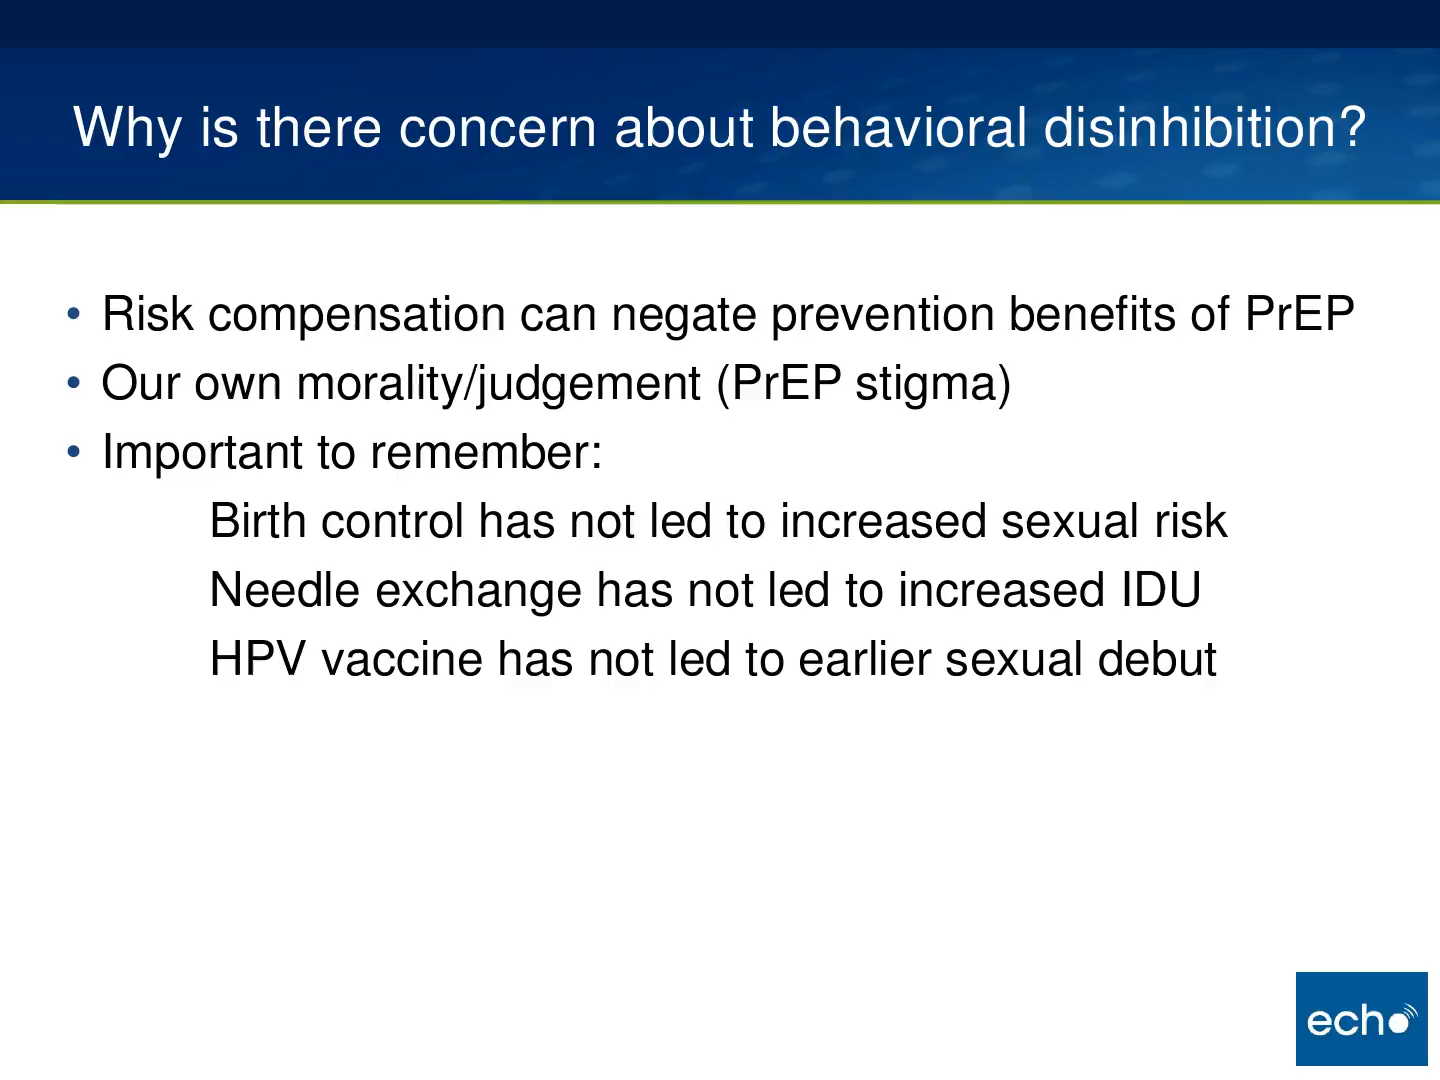 Why is there concern about behavioral disinhibition?
• Risk compensation can negate prevention benefits of PrEP
• Our own morality/judgement (PrEP stigma)
• Important to remember:
Birth control has not led to increased sexual risk
Needle exchange has not led to increased IDU
HPV vaccine has not led to earlier sexual debut
echo